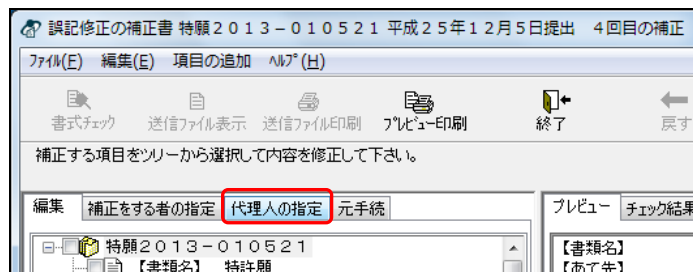 誤記修正の補正書 特願２０１３－０１０５２１ 平成２５年１２月５日提出　４回目の補正
ﾌｧｲﾙ(F)　編集(E)　項目の追加　ﾍﾙﾌﾟ(H)
書式ﾁｪｯｸ　送信ﾌｧｲﾙ表示　送信ﾌｧｲﾙ印刷　ﾌﾟﾚﾋﾞｭｰ印刷　終了　戻す
補正する項目をﾂﾘｰから選択して内容を修正して下さい。
編集　補正をする者の指定　代理人の指定　元手続　ﾌﾟﾚﾋﾞｭｰ　ﾁｪｯｸ結果
特願２０１３－０１０５２１　【書類名】
【書類名】　特許願　【あて先】